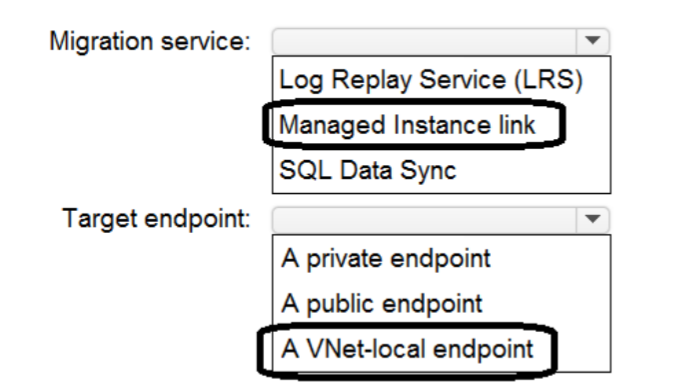 Migration service:
Log Replay Service (LRS)
Managed Instance link
SQL Data Sync
Target endpoint:
A private endpoint
A public endpoint
A VNet-local endpoint